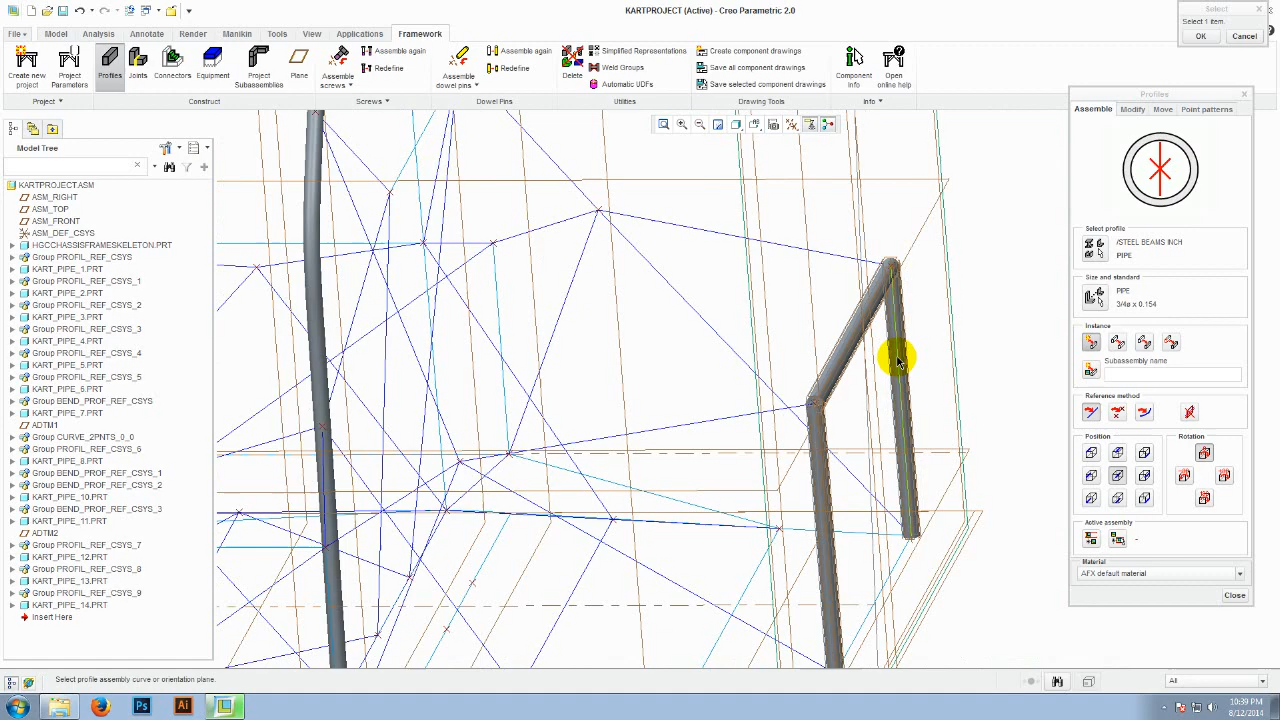 KARTPROJECT (Active) - Creo Parametric 2.0
Select
Select 1 item.
OK Cancel
File Model Analysis Annotate Render Manikin Tools View Applications Framework
Create new project
Project Parameters
Profiles
Joints
Connectors
Equipment
Project Subassemblies
Plane
Assemble screws
Assemble again
Redefine
Assemble dowel pins
Assemble again
Redefine
Delete
Simplified Representations
Weld Groups
Automatic UDFs
Create component drawings
Save all component drawings
Save selected component drawings
Component Info
Open online help
Project Construct Screws Dowel Pins Utilities Drawing Tools Info
Model Tree
KARTPROJECT.ASM
ASM_RIGHT
ASM_TOP
ASM_FRONT
ASM_DEF_CSYS
HGCCHASSISFRAMESKELETON.PRT
Group PROFIL_REF_CSYS
KART_PIPE_1.PRT
Group PROFIL_REF_CSYS_1
KART_PIPE_2.PRT
Group PROFIL_REF_CSYS_2
KART_PIPE_3.PRT
Group PROFIL_REF_CSYS_3
KART_PIPE_4.PRT
Group PROFIL_REF_CSYS_4
KART_PIPE_5.PRT
Group PROFIL_REF_CSYS_5
KART_PIPE_6.PRT
Group BEND_PROF_REF_CSYS
KART_PIPE_7.PRT
ADTM1
Group CURVE_2PNTS_0_0
Group PROFIL_REF_CSYS_6
KART_PIPE_8.PRT
Group BEND_PROF_REF_CSYS_1
Group BEND_PROF_REF_CSYS_2
KART_PIPE_10.PRT
Group BEND_PROF_REF_CSYS_3
KART_PIPE_11.PRT
ADTM2
Group PROFIL_REF_CSYS_7
KART_PIPE_12.PRT
Group PROFIL_REF_CSYS_8
KART_PIPE_13.PRT
Group PROFIL_REF_CSYS_9
KART_PIPE_14.PRT
Insert Here
Profiles
Assemble Modify Move Point patterns
Select profile
/STEEL BEAMS INCH
PIPE
Size and standard
PIPE
3/4ø x 0.154
Instance
Subassembly name
Reference method
Position Rotation
Active assembly
-
Material
AFX default material
Close
Select profile assembly curve or orientation plane.
All
Ps Ai
10:39 PM
8/12/2014